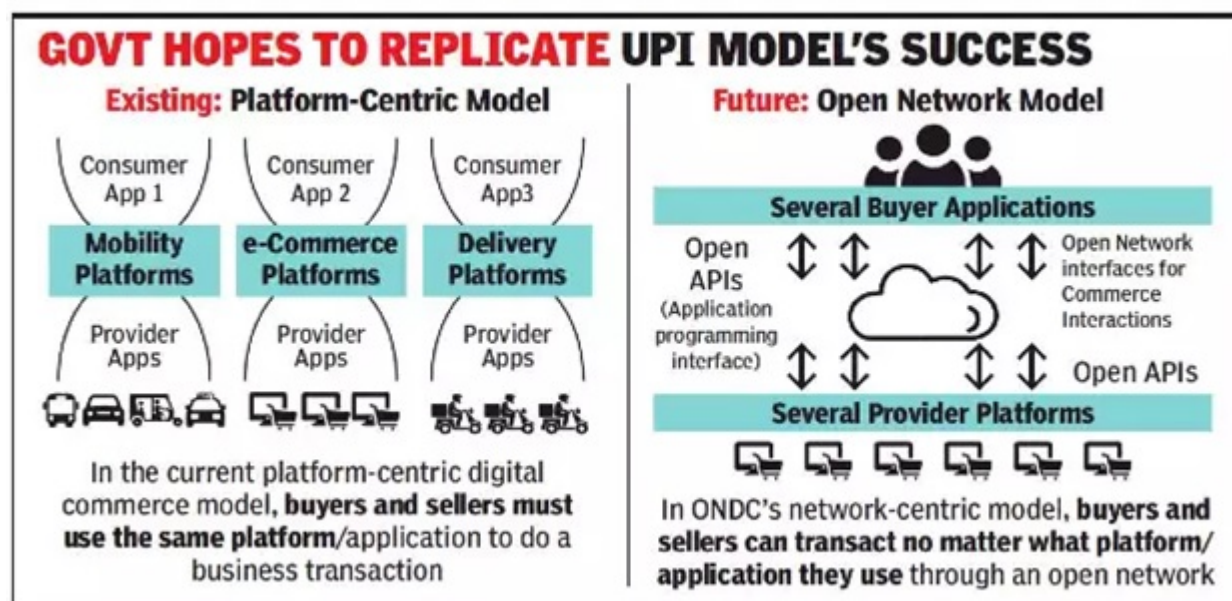 GOVT HOPES TO REPLICATE UPI MODEL'S SUCCESS
Existing: Platform-Centric Model
Consumer
App 1
Consumer
App 2
Consumer
App3
Mobility
Platforms
e-Commerce
Platforms
Delivery
Platforms
Provider
Apps
Provider
Apps
Provider
Apps
In the current platform-centric digital
commerce model, buyers and sellers must
use the same platform/application to do a
business transaction
Future: Open Network Model
Several Buyer Applications
Open
APIs
(Application
programming
interface)
Open Network
interfaces for
Commerce
Interactions
Open APIs
Several Provider Platforms
In ONDC's network-centric model, buyers and
sellers can transact no matter what platform/
application they use through an open network